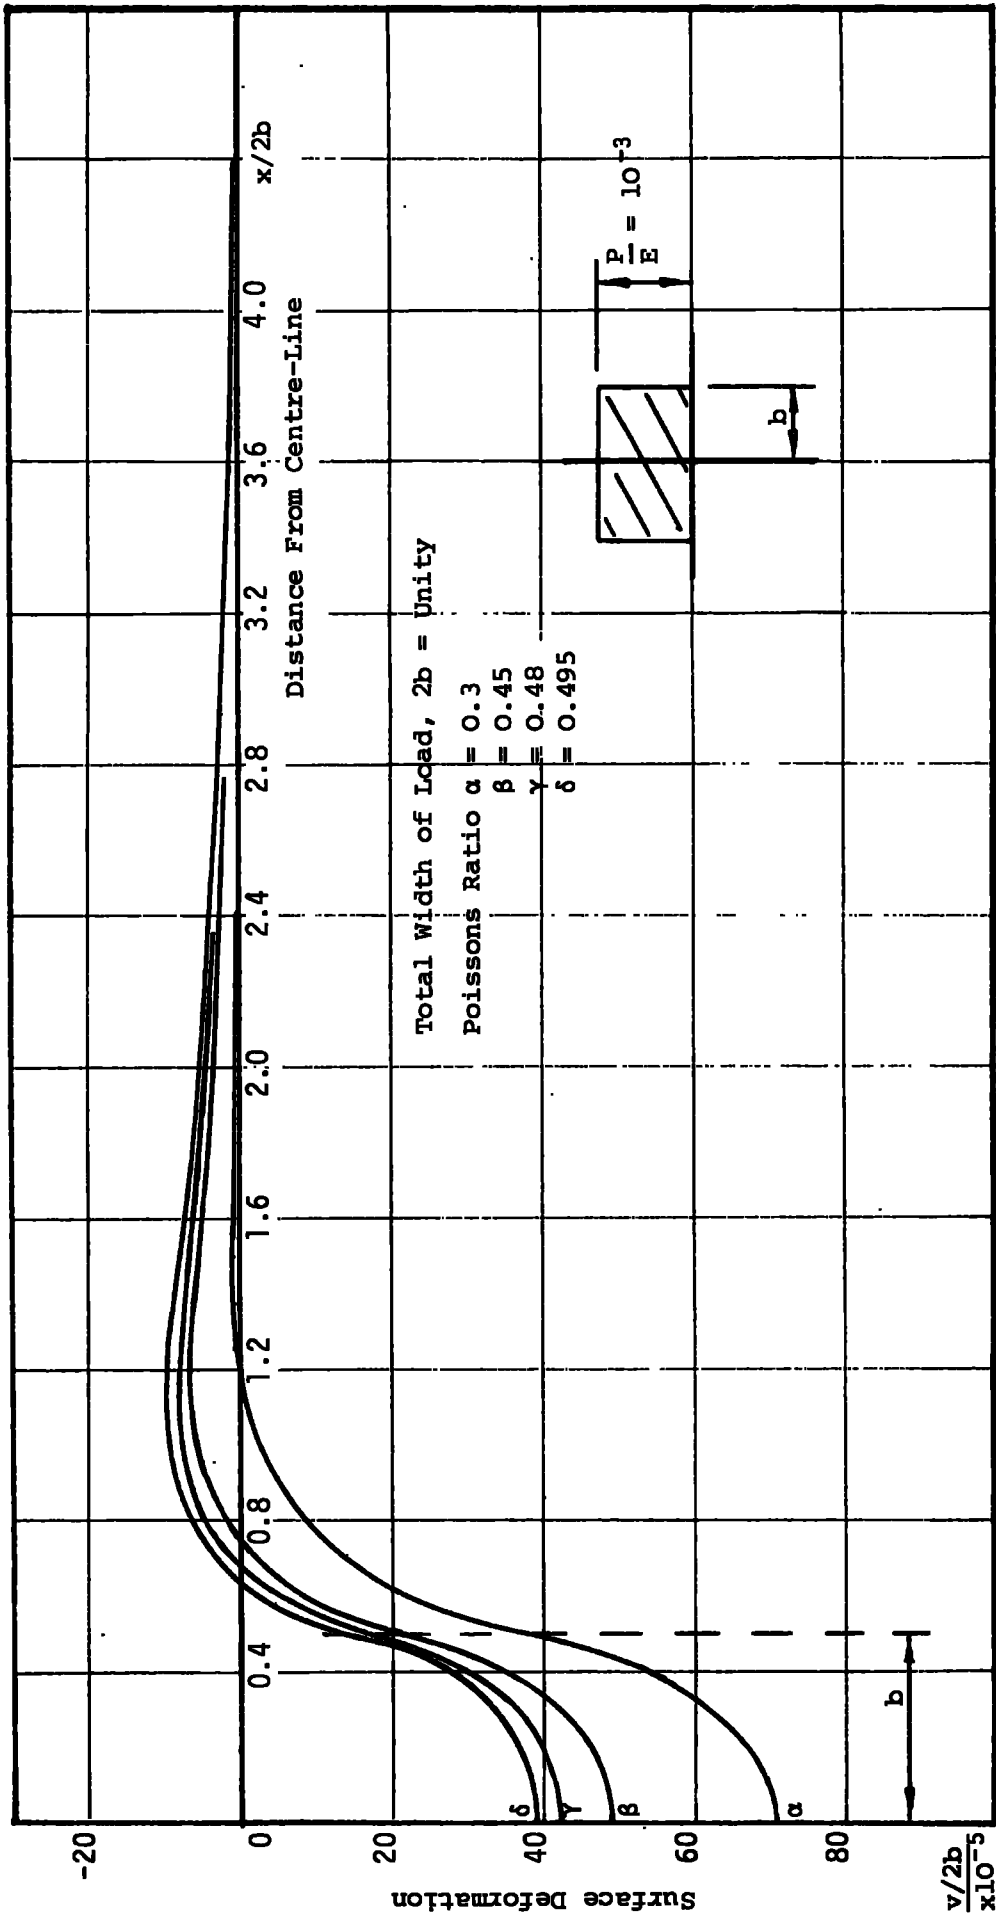 -20
0
20
40
60
80
Surface Deformation
v/2b
x10⁻⁵
0.4
0.8
1.2
1.6
2.0
2.4
2.8
3.2
3.6
4.0
x/2b
Distance From Centre-Line
Total Width of Load, 2b = Unity
Poissons Ratio α = 0.3
β = 0.45
γ = 0.48
δ = 0.495
P/E = 10⁻³
b
b
δ
γ
β
α